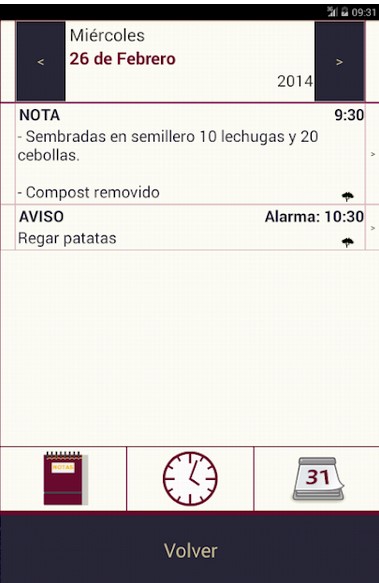 09:31
Miércoles
< 26 de Febrero >
2014
NOTA 9:30
- Sembradas en semillero 10 lechugas y 20
cebollas.
>
- Compost removido
AVISO Alarma: 10:30
>
Regar patatas
NOTAS
31
Volver